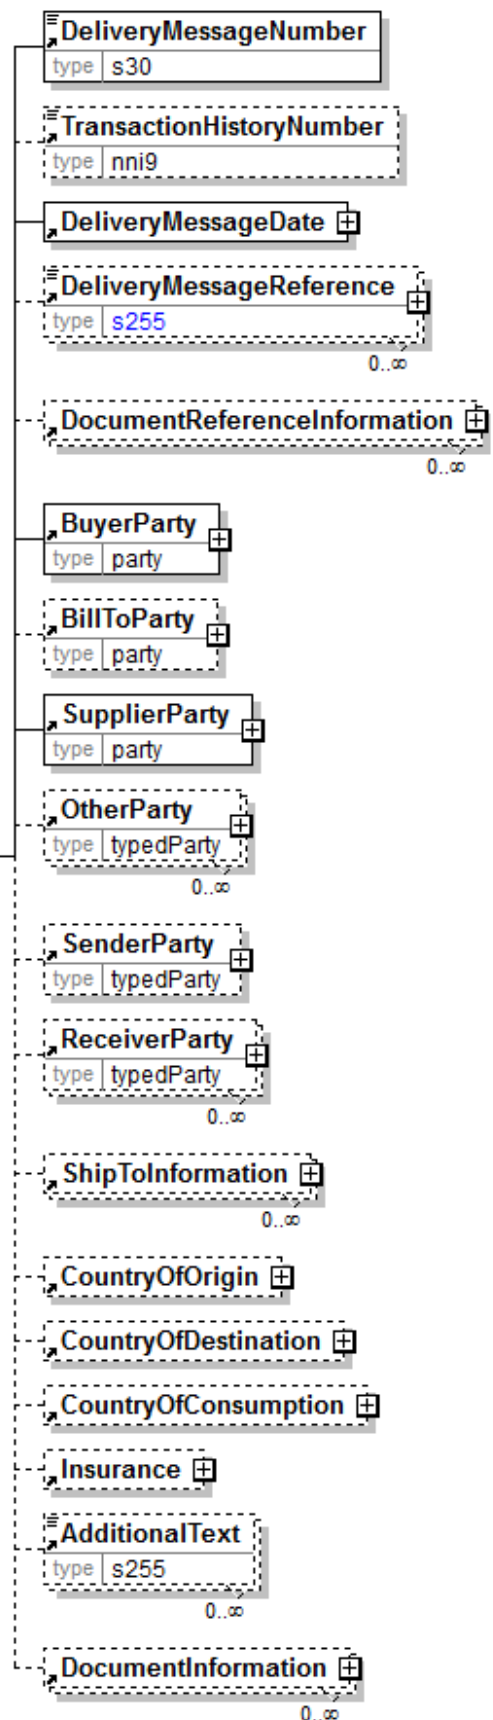 DeliveryMessageNumber
type s30
TransactionHistoryNumber
type nni9
DeliveryMessageDate
DeliveryMessageReference
type s255
0..∞
DocumentReferenceInformation
0..∞
BuyerParty
type party
BillToParty
type party
SupplierParty
type party
OtherParty
type typedParty
0..∞
SenderParty
type typedParty
ReceiverParty
type typedParty
0..∞
ShipToInformation
0..∞
CountryOfOrigin
CountryOfDestination
CountryOfConsumption
Insurance
AdditionalText
type s255
0..∞
DocumentInformation
0..∞